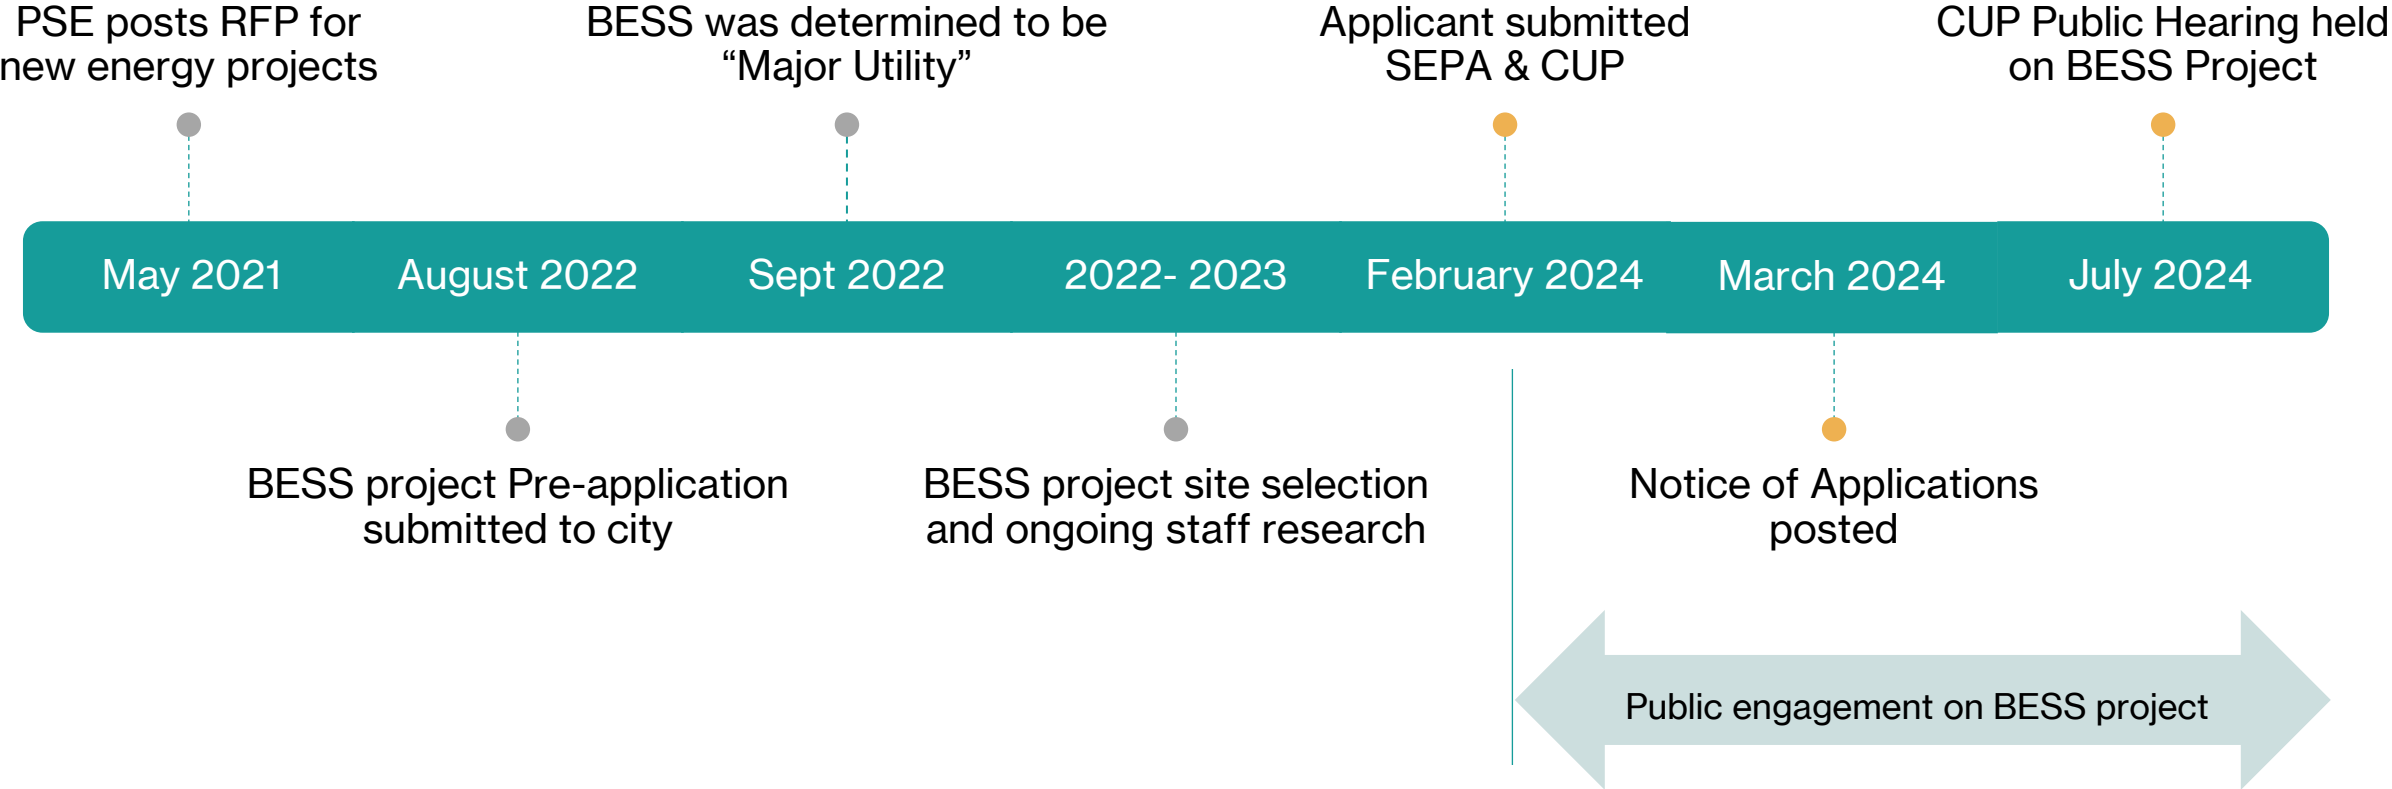 PSE posts RFP for
new energy projects
BESS was determined to be
“Major Utility”
Applicant submitted
SEPA & CUP
CUP Public Hearing held
on BESS Project
May 2021
August 2022
Sept 2022
2022- 2023
February 2024
March 2024
July 2024
BESS project Pre-application
submitted to city
BESS project site selection
and ongoing staff research
Notice of Applications
posted
Public engagement on BESS project